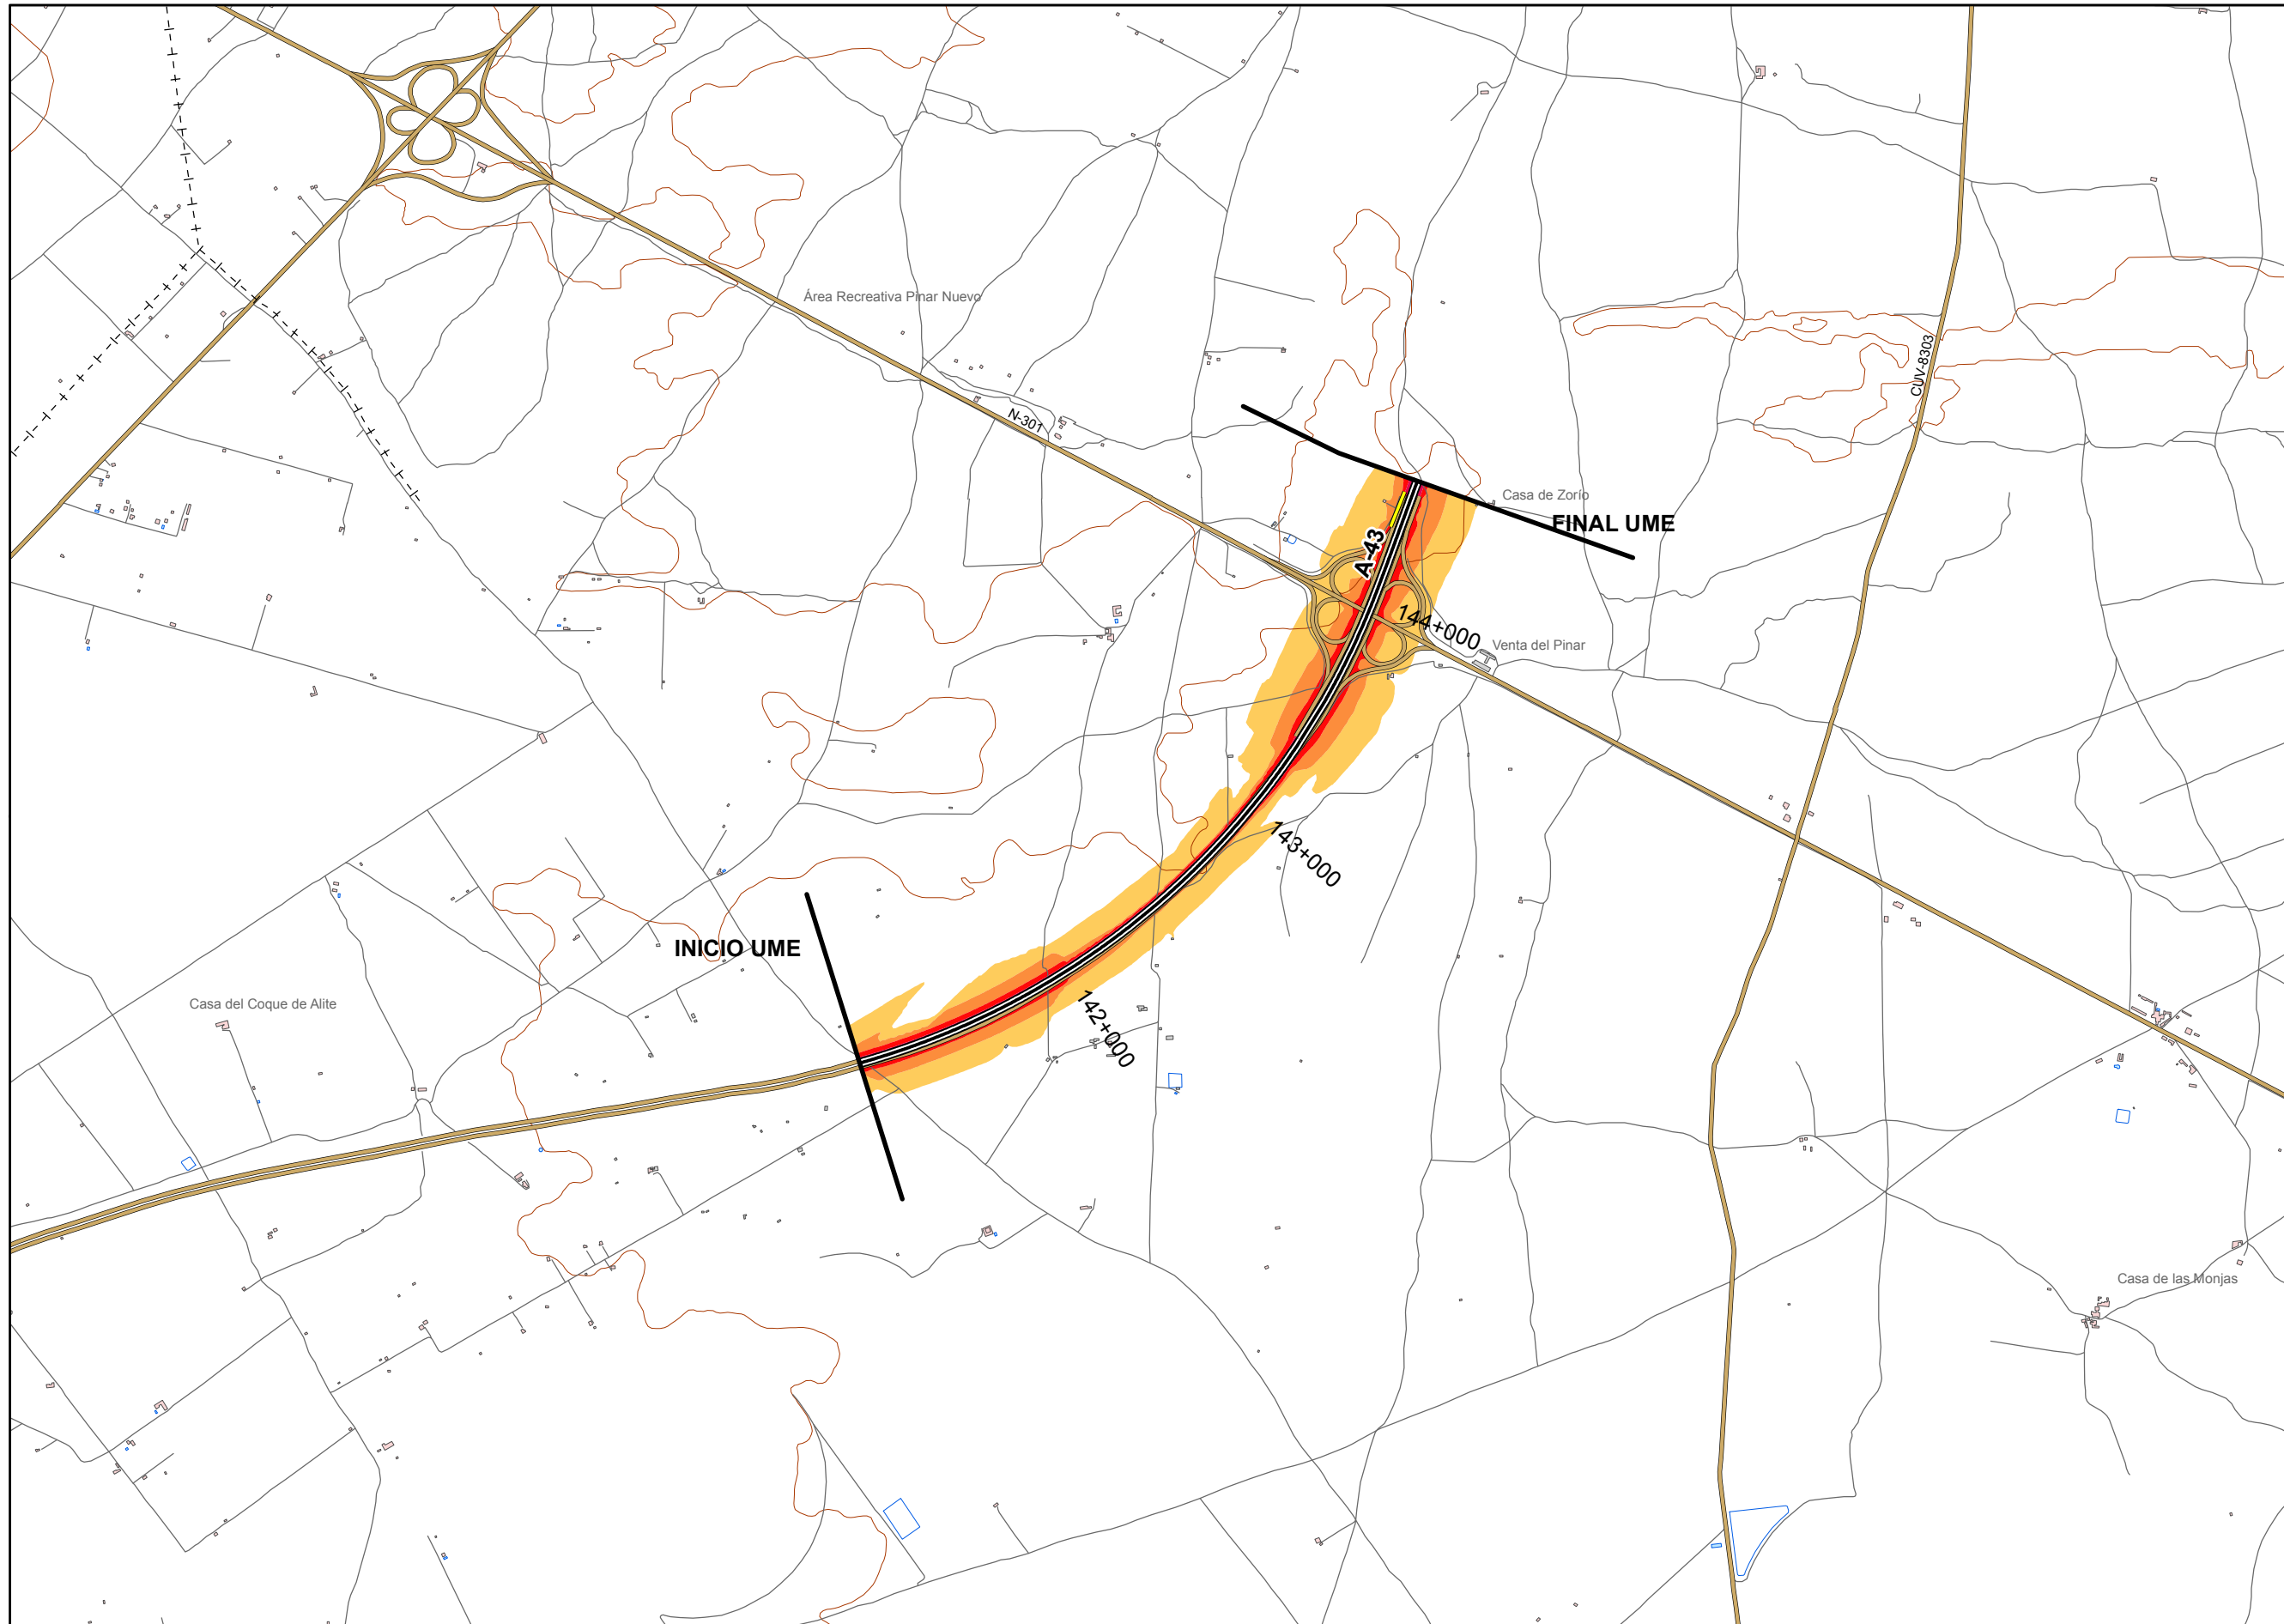 Área Recreativa Pinar Nuevo
CUV-8303
N-301
Casa de Zorío
FINAL UME
A-43
144+000
Venta del Pinar
143+000
INICIO UME
142+000
Casa del Coque de Alite
Casa de las Monjas